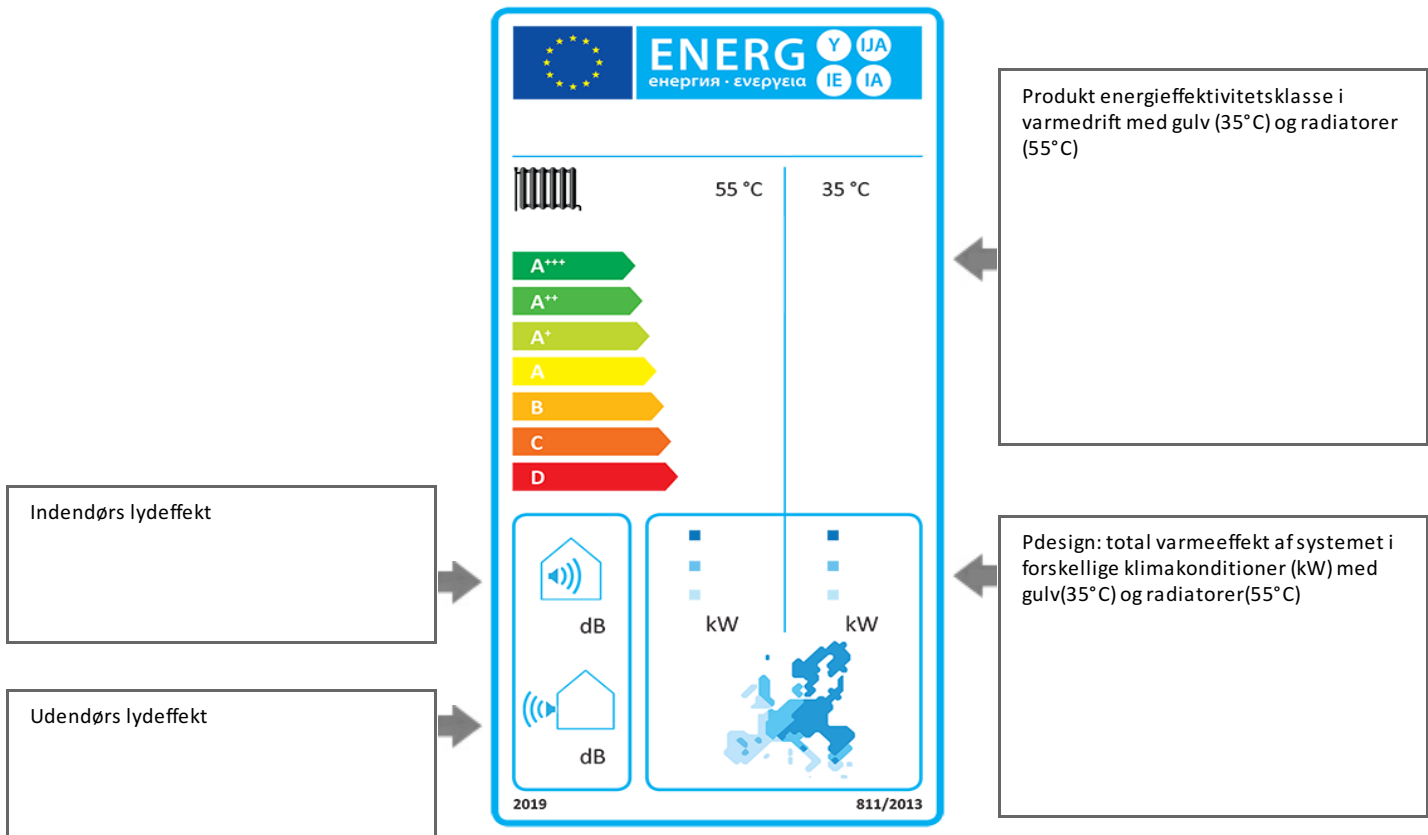 ENERG Y IJA
енергия · ενεργεια IE IA
55 °C 35 °C
A+++
A++
A+
A
B
C
D
dB
dB
kW kW
2019 811/2013
Produkt energieffektivitetsklasse i
varmedrift med gulv (35°C) og radiatorer
(55°C)
Indendørs lydeffekt
Pdesign: total varmeeffekt af systemet i
forskellige klimakonditioner (kW) med
gulv(35°C) og radiatorer(55°C)
Udendørs lydeffekt